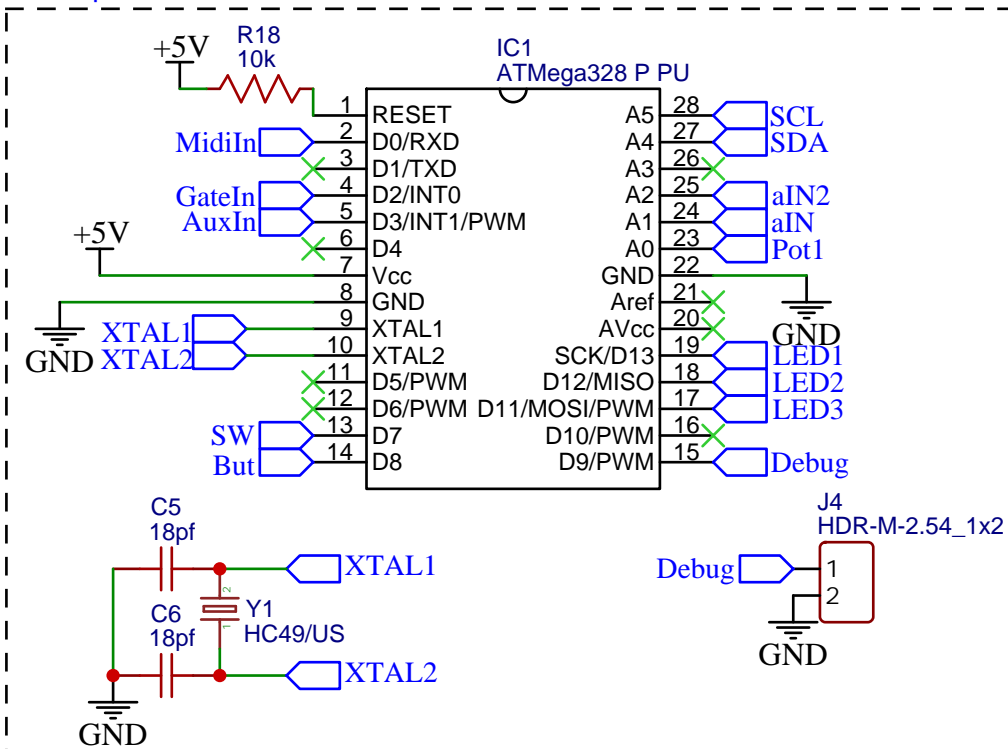 +5V
R18
10k
IC1
ATMega328 P PU
1 RESET
MidiIn 2 D0/RXD
3 D1/TXD
GateIn 4 D2/INT0
AuxIn 5 D3/INT1/PWM
+5V
6 D4
7 Vcc
8 GND
GND
XTAL1 9 XTAL1
XTAL2 10 XTAL2
11 D5/PWM
12 D6/PWM
SW 13 D7
But 14 D8
A5 28 SCL
A4 27 SDA
A3 26
A2 25 aIN2
A1 24 aIN
A0 23 Pot1
GND 22
Aref 21
GND
AVcc 20
SCK/D13 19 LED1
D12/MISO 18 LED2
D11/MOSI/PWM 17 LED3
D10/PWM 16
D9/PWM 15 Debug
C5
18pf
XTAL1
2
Y1
HC49/US
1
C6
18pf
XTAL2
GND
J4
HDR-M-2.54_1x2
Debug 1
2
GND